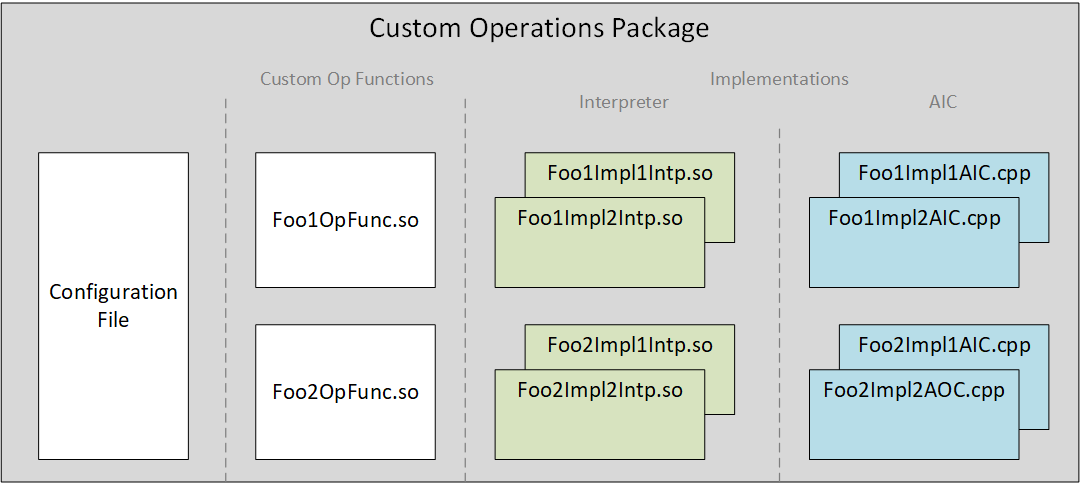 Custom Operations Package
Custom Op Functions
Implementations
Interpreter
AIC
Configuration
File
Foo1OpFunc.so
Foo1Impl1Intp.so
Foo1Impl2Intp.so
Foo1Impl1AIC.cpp
Foo1Impl2AIC.cpp
Foo2OpFunc.so
Foo2Impl1Intp.so
Foo2Impl2Intp.so
Foo2Impl1AIC.cpp
Foo2Impl2AOC.cpp